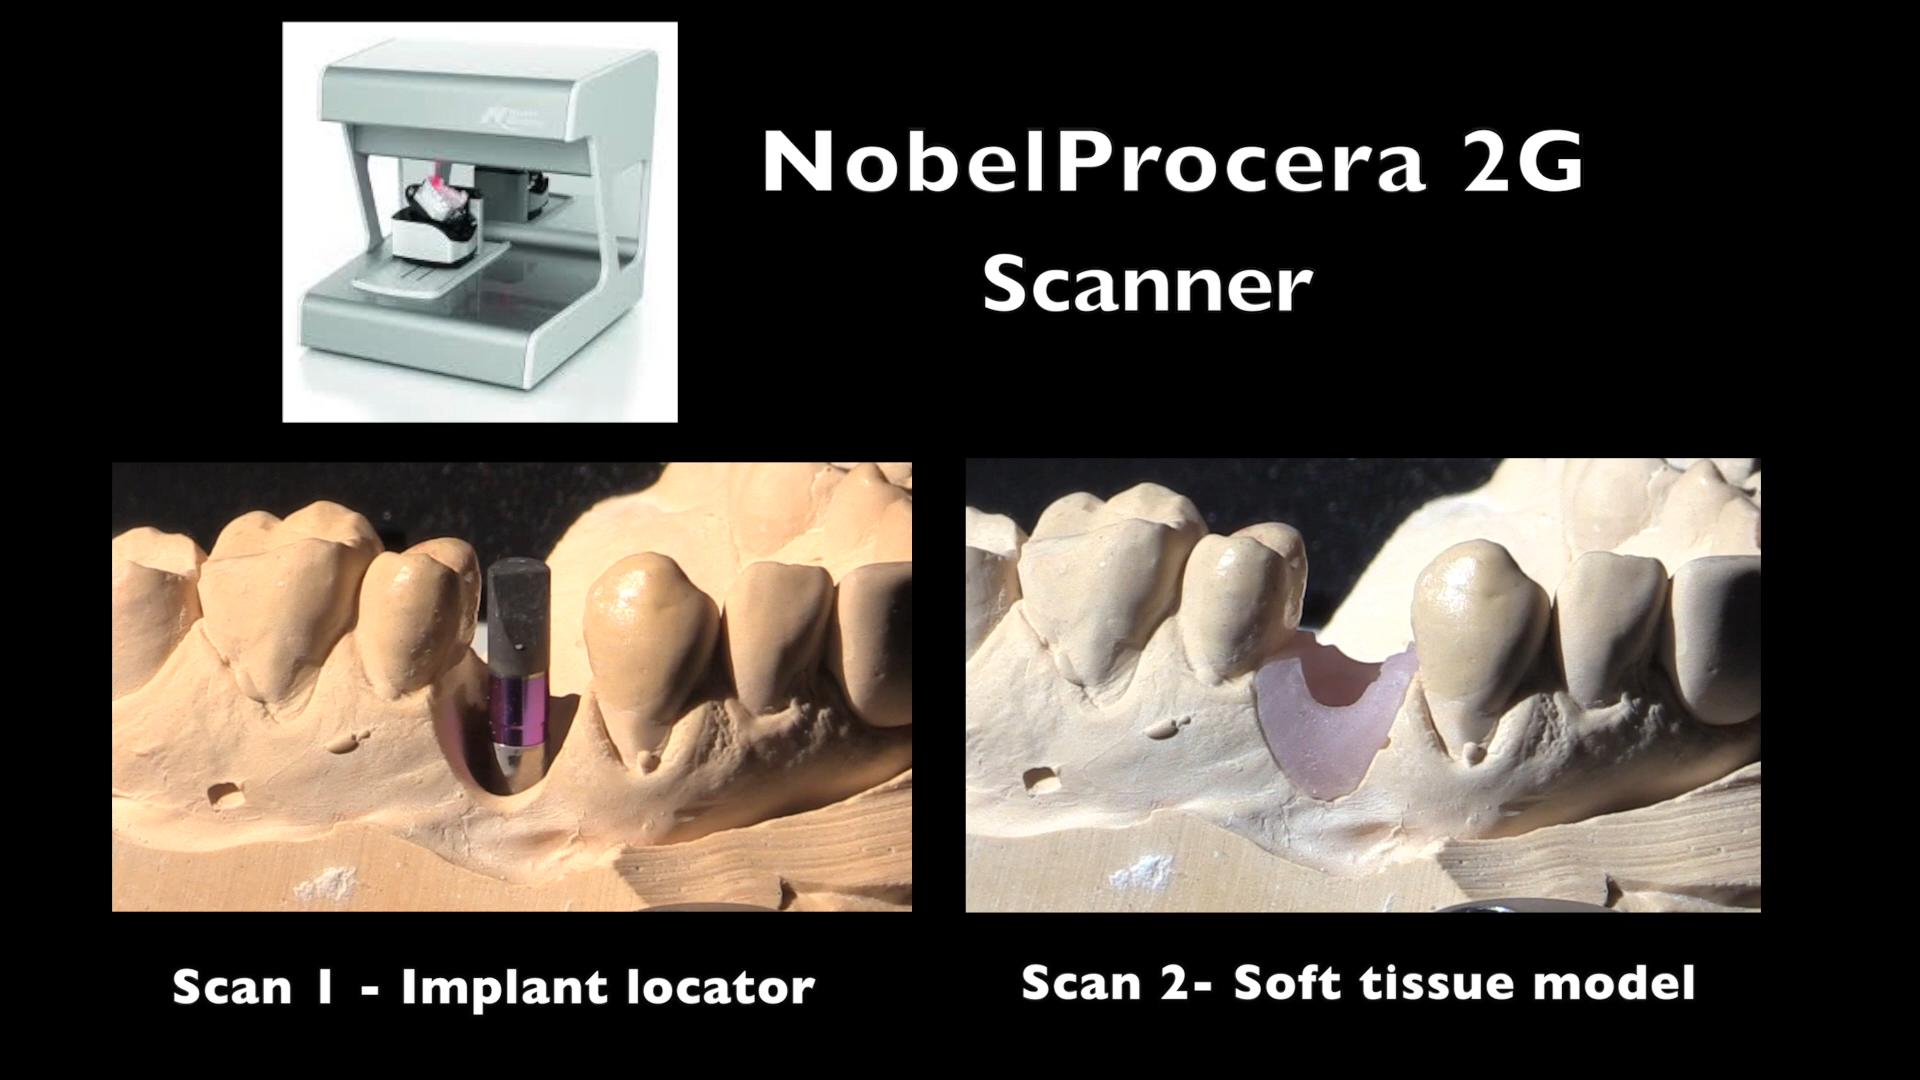 NobelProcera 2G
Scanner
Scan 1 - Implant locator
Scan 2- Soft tissue model